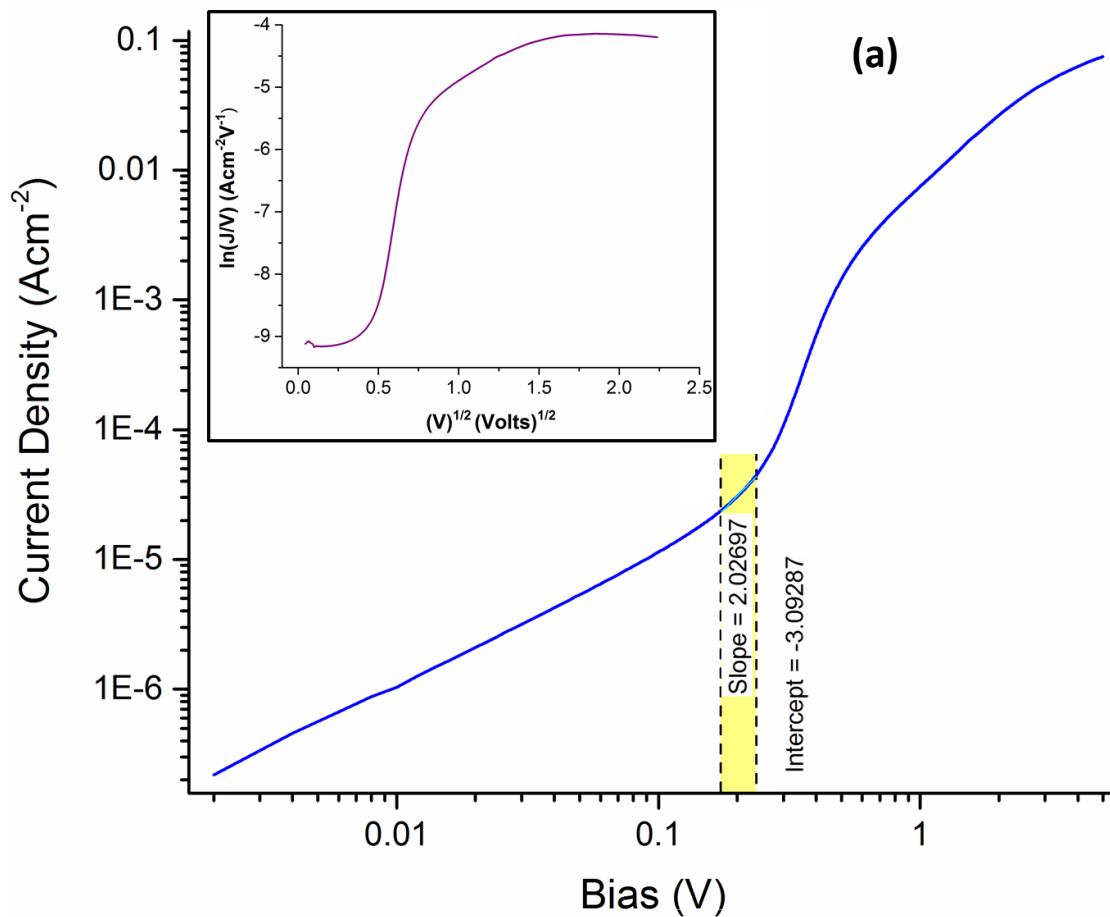 (a)
Current Density (Acm⁻²)
0.1
0.01
1E-3
1E-4
1E-5
1E-6
0.01
0.1
1
Bias (V)
Slope = 2.02697
Intercept = -3.09287
ln(J/V) (Acm⁻²V⁻¹)
-4
-5
-6
-7
-8
-9
0.0
0.5
1.0
1.5
2.0
2.5
(V)^1/2 (Volts)^1/2